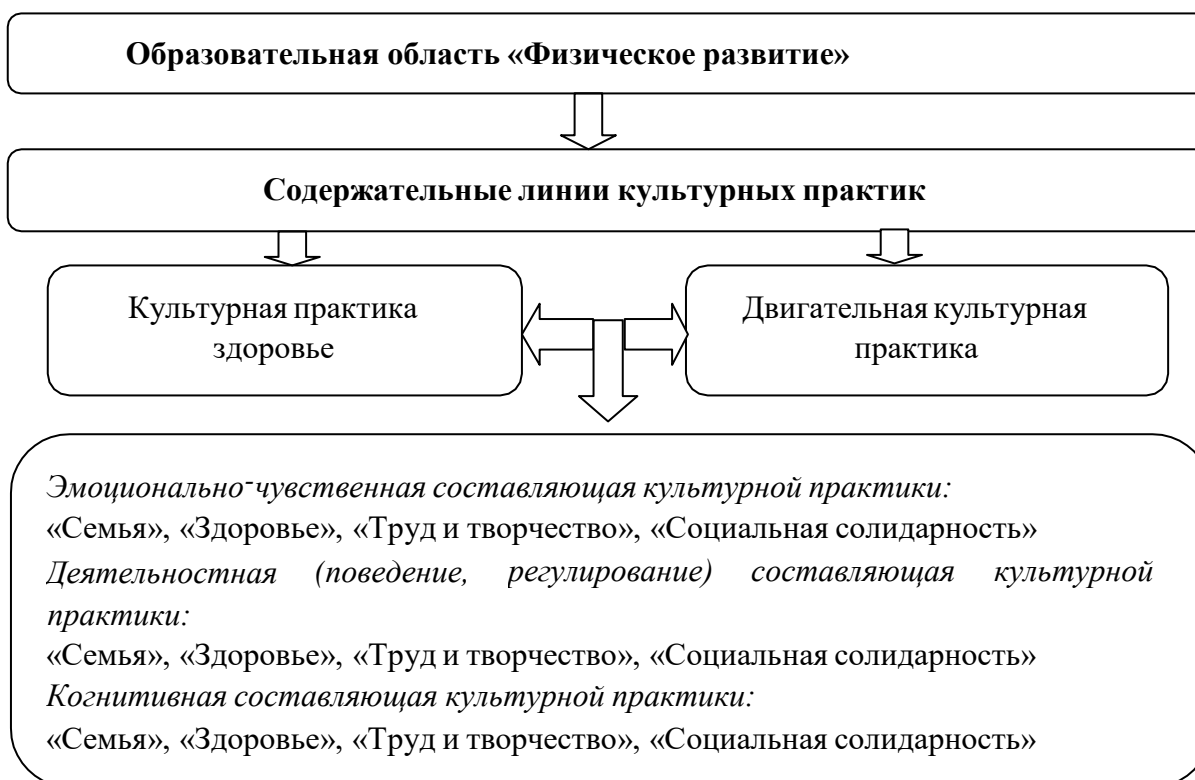 Образовательная область «Физическое развитие»
Содержательные линии культурных практик
Культурная практика
здоровье
Двигательная культурная
практика
Эмоционально-чувственная составляющая культурной практики:
«Семья», «Здоровье», «Труд и творчество», «Социальная солидарность»
Деятельностная (поведение, регулирование) составляющая культурной
практики:
«Семья», «Здоровье», «Труд и творчество», «Социальная солидарность»
Когнитивная составляющая культурной практики:
«Семья», «Здоровье», «Труд и творчество», «Социальная солидарность»